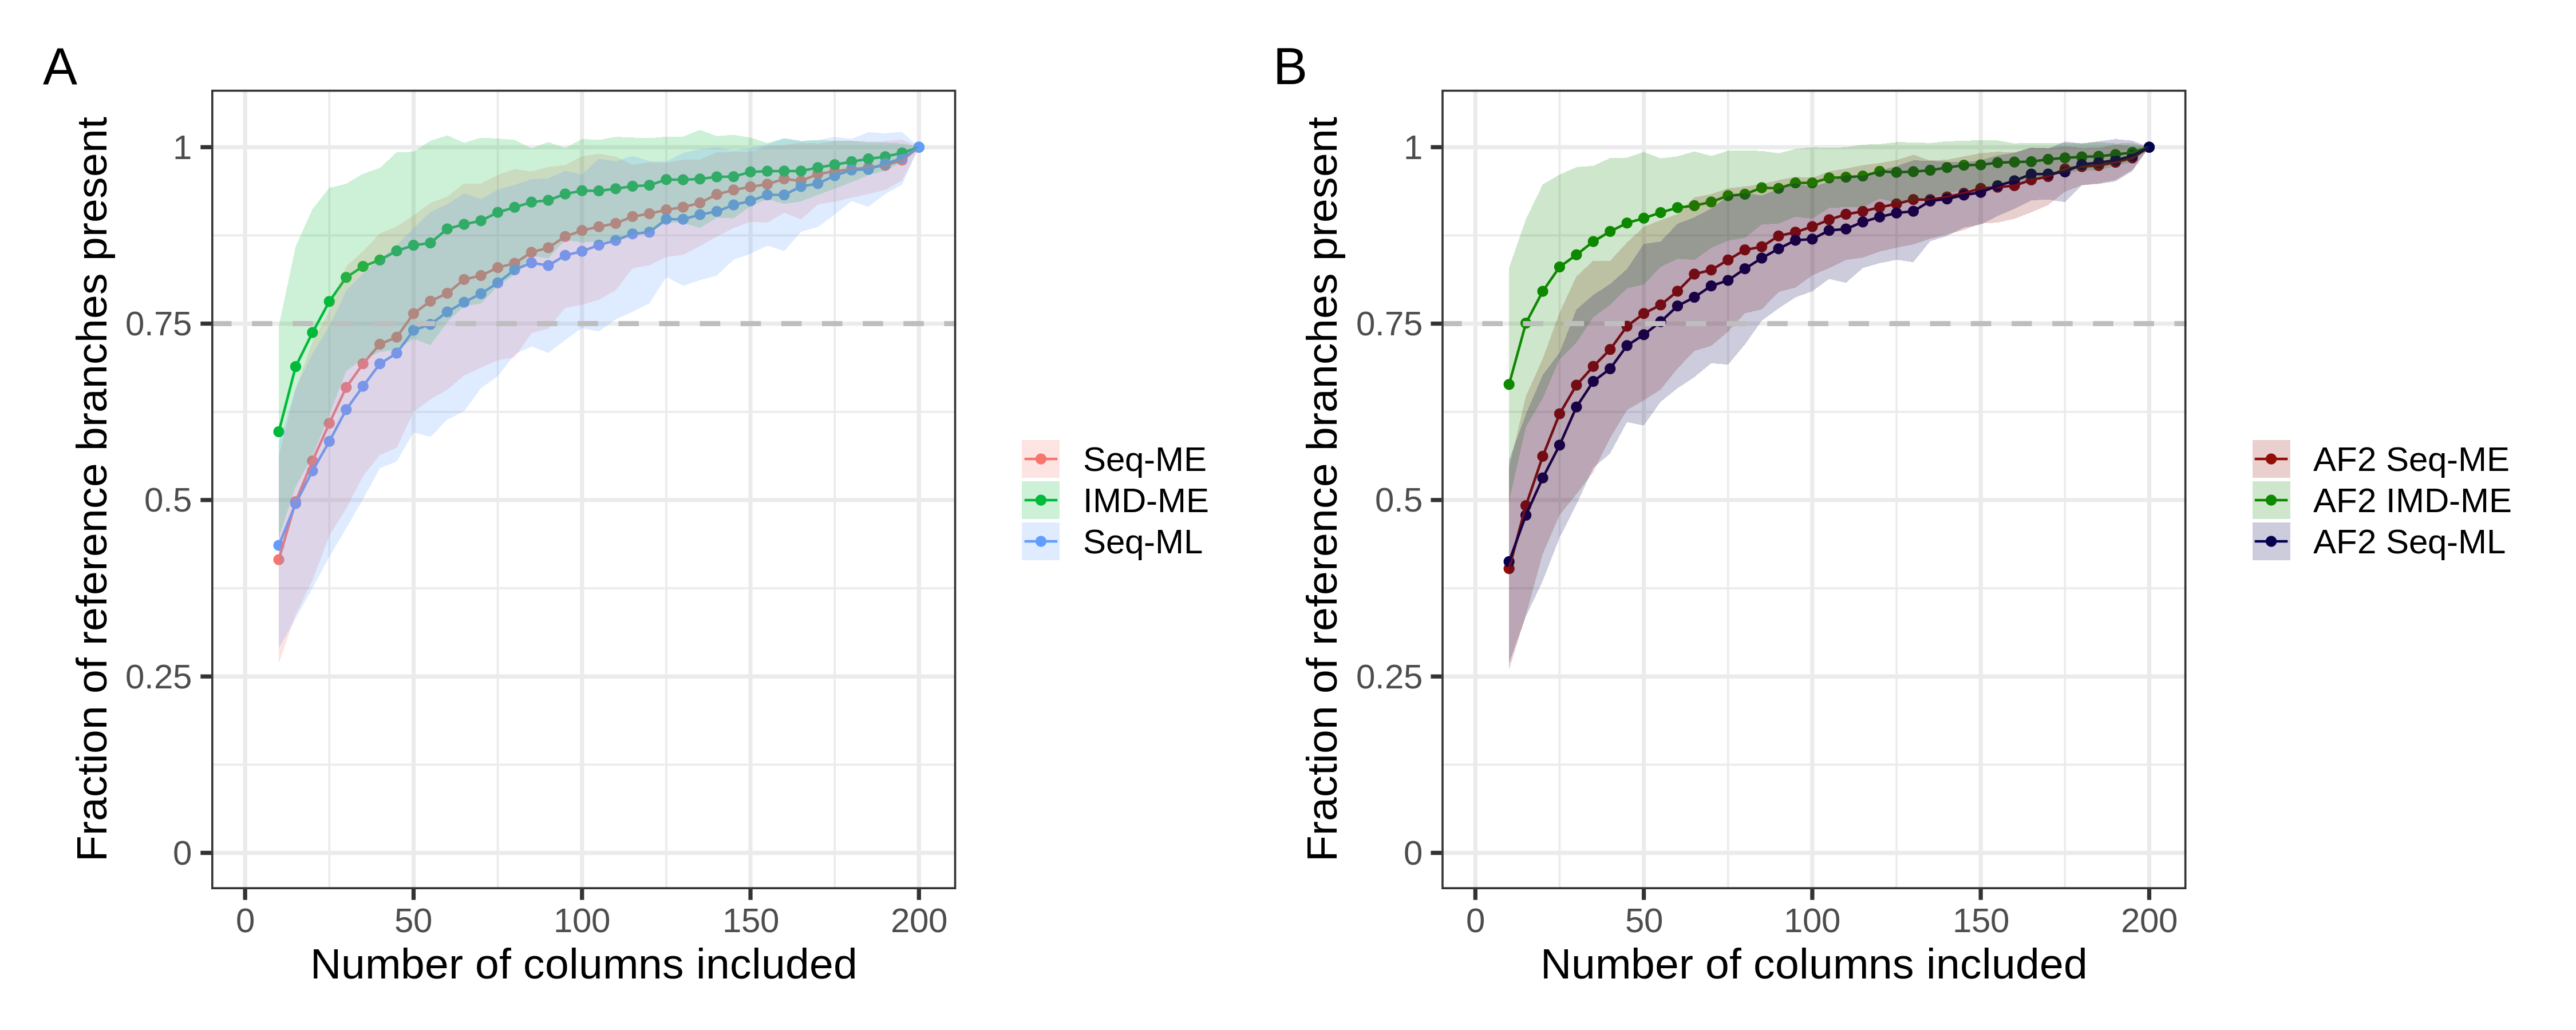 A
Fraction of reference branches present
1
0.75
0.5
0.25
0
0 50 100 150 200
Number of columns included
Seq-ME
IMD-ME
Seq-ML
B
Fraction of reference branches present
1
0.75
0.5
0.25
0
0 50 100 150 200
Number of columns included
AF2 Seq-ME
AF2 IMD-ME
AF2 Seq-ML